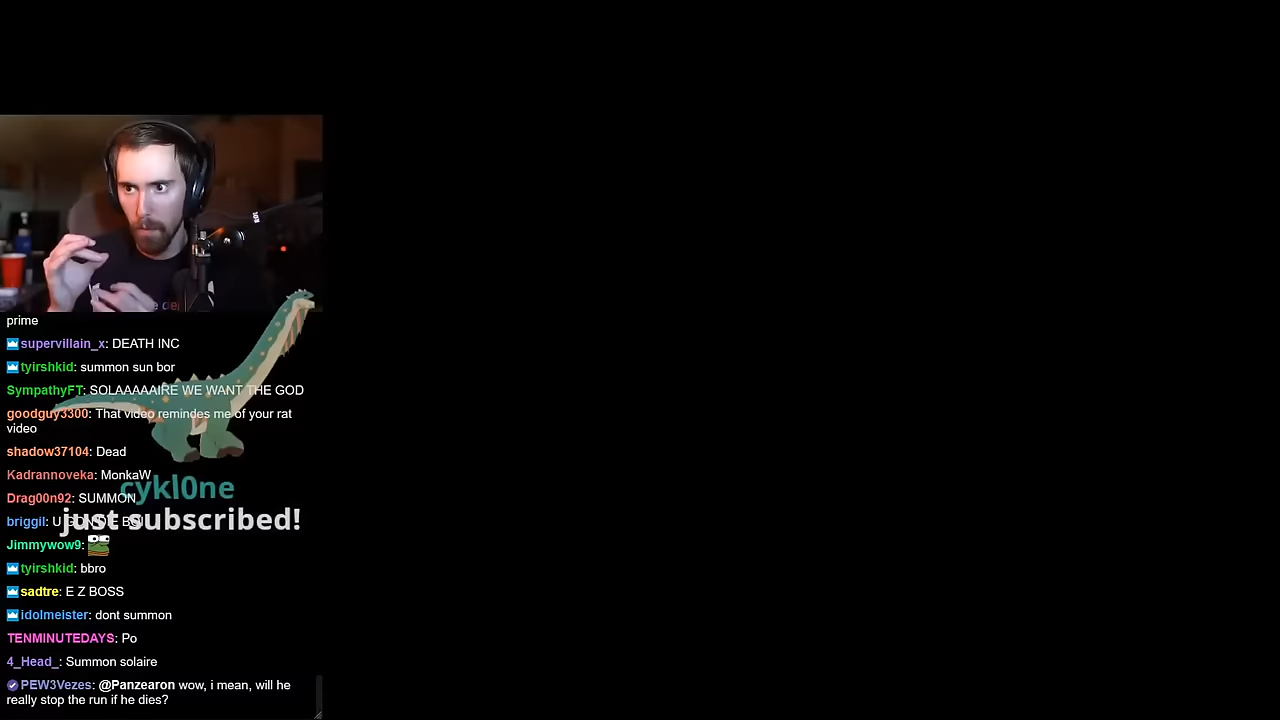 prime
supervillain_x: DEATH INC
tyirshkid: summon sun bor
SympathyFT: SOLAAAAAIRE WE WANT THE GOD
goodguy3300: That video remindes me of your rat
video
shadow37104: Dead
Kadrannoveka: MonkaW
cykl0ne
Drag00n92: SUMMON
just subscribed!
briggil: U
Jimmywow9:
tyirshkid: bbro
sadtre: E Z BOSS
idolmeister: dont summon
TENMINUTEDAYS: Po
4_Head_: Summon solaire
PEW3Vezes: @Panzearon wow, i mean, will he
really stop the run if he dies?